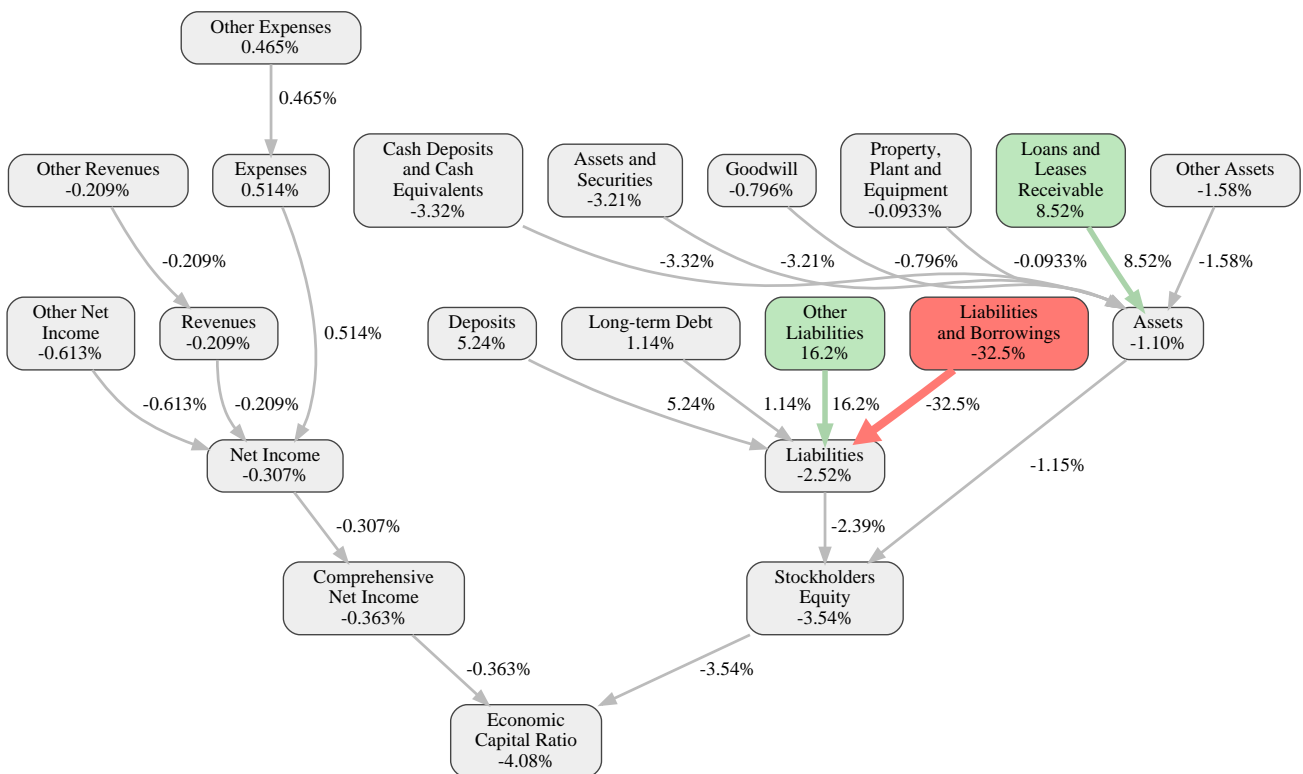 Other Expenses
0.465%
0.465%
Other Revenues
-0.209%
Expenses
0.514%
Cash Deposits
and Cash
Equivalents
-3.32%
Assets and
Securities
-3.21%
Goodwill
-0.796%
Property,
Plant and
Equipment
-0.0933%
Loans and
Leases
Receivable
8.52%
Other Assets
-1.58%
-0.209%
-3.32%
-3.21%
-0.796%
-0.0933%
8.52%
-1.58%
Other Net
Income
-0.613%
Revenues
-0.209%
0.514%
Deposits
5.24%
Long-term Debt
1.14%
Other
Liabilities
16.2%
Liabilities
and Borrowings
-32.5%
Assets
-1.10%
-0.613%
-0.209%
5.24%
1.14%
16.2%
-32.5%
Net Income
-0.307%
Liabilities
-2.52%
-1.15%
-0.307%
-2.39%
Comprehensive
Net Income
-0.363%
Stockholders
Equity
-3.54%
-0.363%
-3.54%
Economic
Capital Ratio
-4.08%